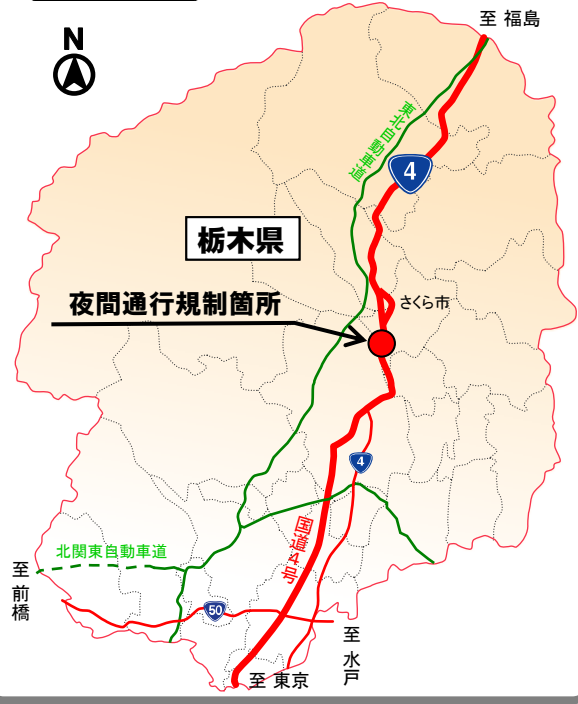 至 福島
N
東北自動車道
4
栃木県
夜間通行規制箇所
さくら市
4
国道4号
北関東自動車道
至 前橋
50
至 水戸
至 東京